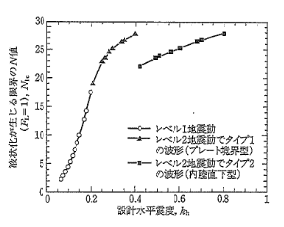 液状化が生じる限界のN値
(FL=1), Ntc
30
25
20
15
10
5
0
レベル1地震動
レベル2地震動でタイプ1
の波形(プレート境界型)
レベル2地震動でタイプ2
の波形(内陸直下型)
0 0.2 0.4 0.6 0.8 1
設計水平震度, kh